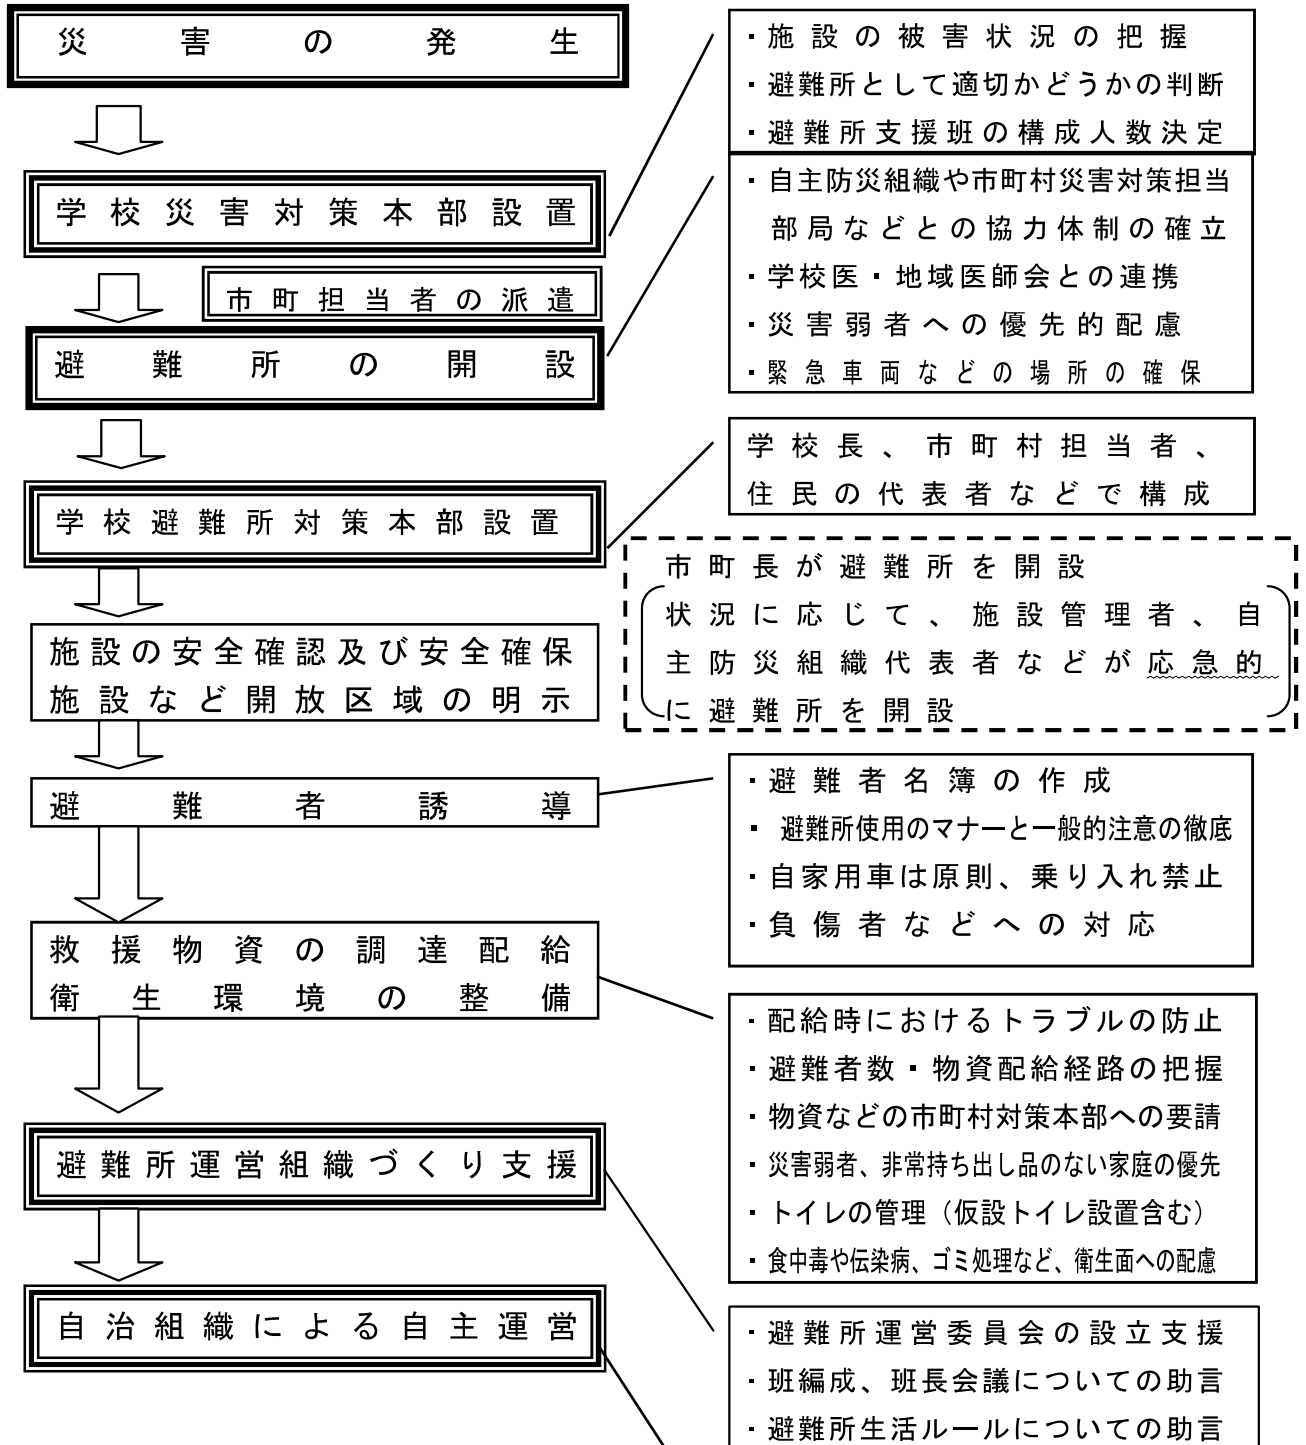 災害の発生
学校災害対策本部設置
市町担当者の派遣
避難所の開設
学校避難所対策本部設置
施設の安全確認及び安全確保
施設など開放区域の明示
避難者誘導
救援物資の調達配給
衛生環境の整備
避難所運営組織づくり支援
自治組織による自主運営
・施設の被害状況の把握
・避難所として適切かどうかの判断
・避難所支援班の構成人数決定
・自主防災組織や市町村災害対策担当
部局などとの協力体制の確立
・学校医・地域医師会との連携
・災害弱者への優先的配慮
・緊急車両などの場所の確保
学校長、市町村担当者、
住民の代表者などで構成
市町長が避難所を開設
状況に応じて、施設管理者、自
主防災組織代表者などが応急的
に避難所を開設
・避難者名簿の作成
・避難所使用のマナーと一般的注意の徹底
・自家用車は原則、乗り入れ禁止
・負傷者などへの対応
・配給時におけるトラブルの防止
・避難者数・物資配給経路の把握
・物資などの市町村対策本部への要請
・災害弱者、非常持ち出し品のない家庭の優先
・トイレの管理（仮設トイレ設置含む）
・食中毒や伝染病、ゴミ処理など、衛生面への配慮
・避難所運営委員会の設立支援
・班編成、班長会議についての助言
・避難所生活ルールについての助言